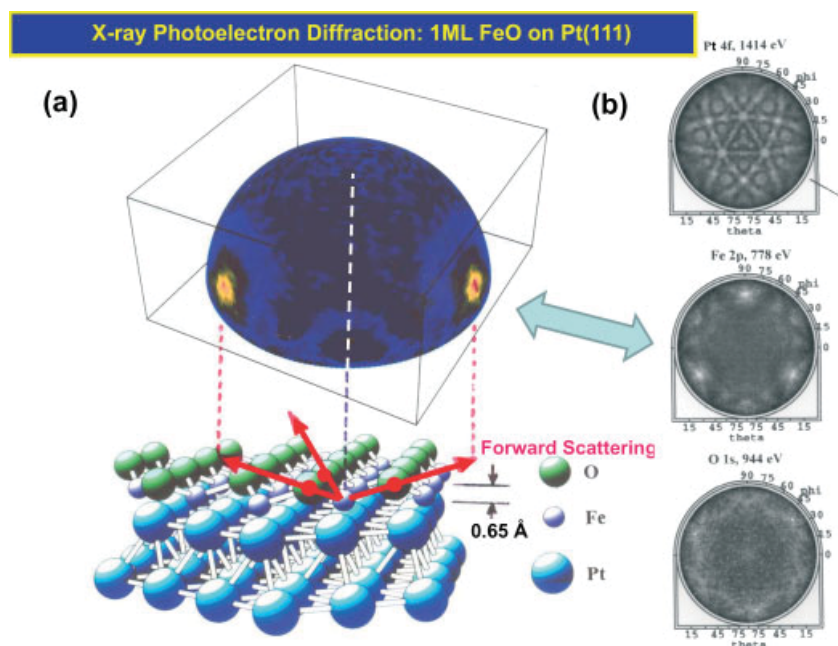 X-ray Photoelectron Diffraction: 1ML FeO on Pt(111)
(a)
(b)
Pt 4f, 1414 eV
90 75 60 45 phi
30
15
0
15 45 75 75 45 15
theta
Fe 2p, 778 eV
90 75 60 45 phi
30
15
0
15 45 75 75 45 15
theta
O 1s, 944 eV
90 75 60 45 phi
30
15
0
15 45 75 75 45 15
theta
Forward Scattering
O
Fe
Pt
0.65 Å